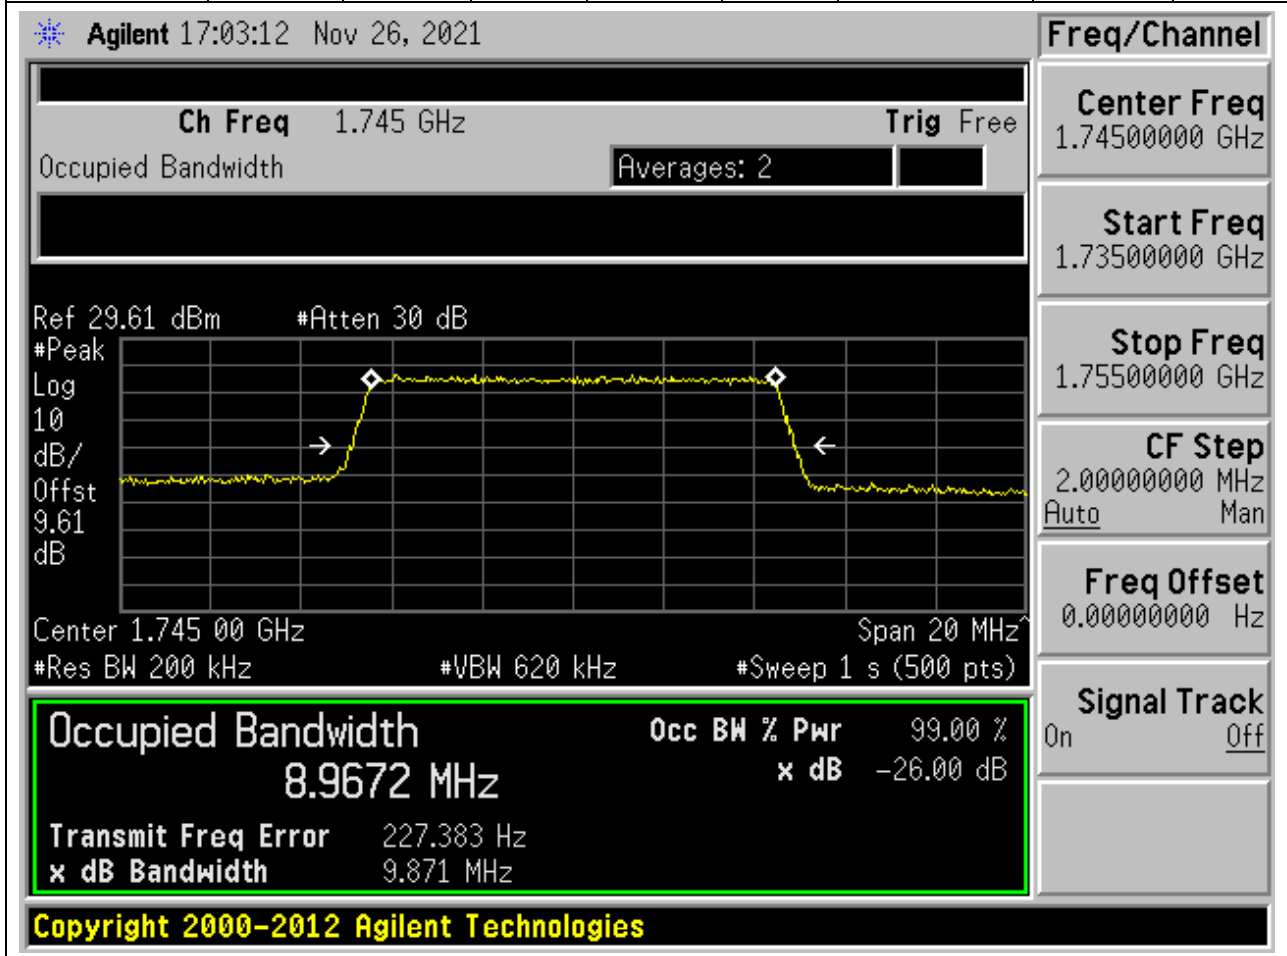 Agilent 17:03:12 Nov 26, 2021
Freq/Channel
Ch Freq 1.745 GHz Trig Free
Occupied Bandwidth Averages: 2
Center Freq
1.74500000 GHz
Start Freq
1.73500000 GHz
Stop Freq
1.75500000 GHz
CF Step
2.00000000 MHz
Auto Man
Freq Offset
0.00000000 Hz
Signal Track
On Off
Ref 29.61 dBm #Atten 30 dB
#Peak
Log
10
dB/
Offst
9.61
dB
Center 1.745 00 GHz Span 20 MHz^
#Res BW 200 kHz #VBW 620 kHz #Sweep 1 s (500 pts)
Occupied Bandwidth Occ BW % Pwr 99.00 %
8.9672 MHz x dB -26.00 dB
Transmit Freq Error 227.383 Hz
x dB Bandwidth 9.871 MHz
Copyright 2000-2012 Agilent Technologies